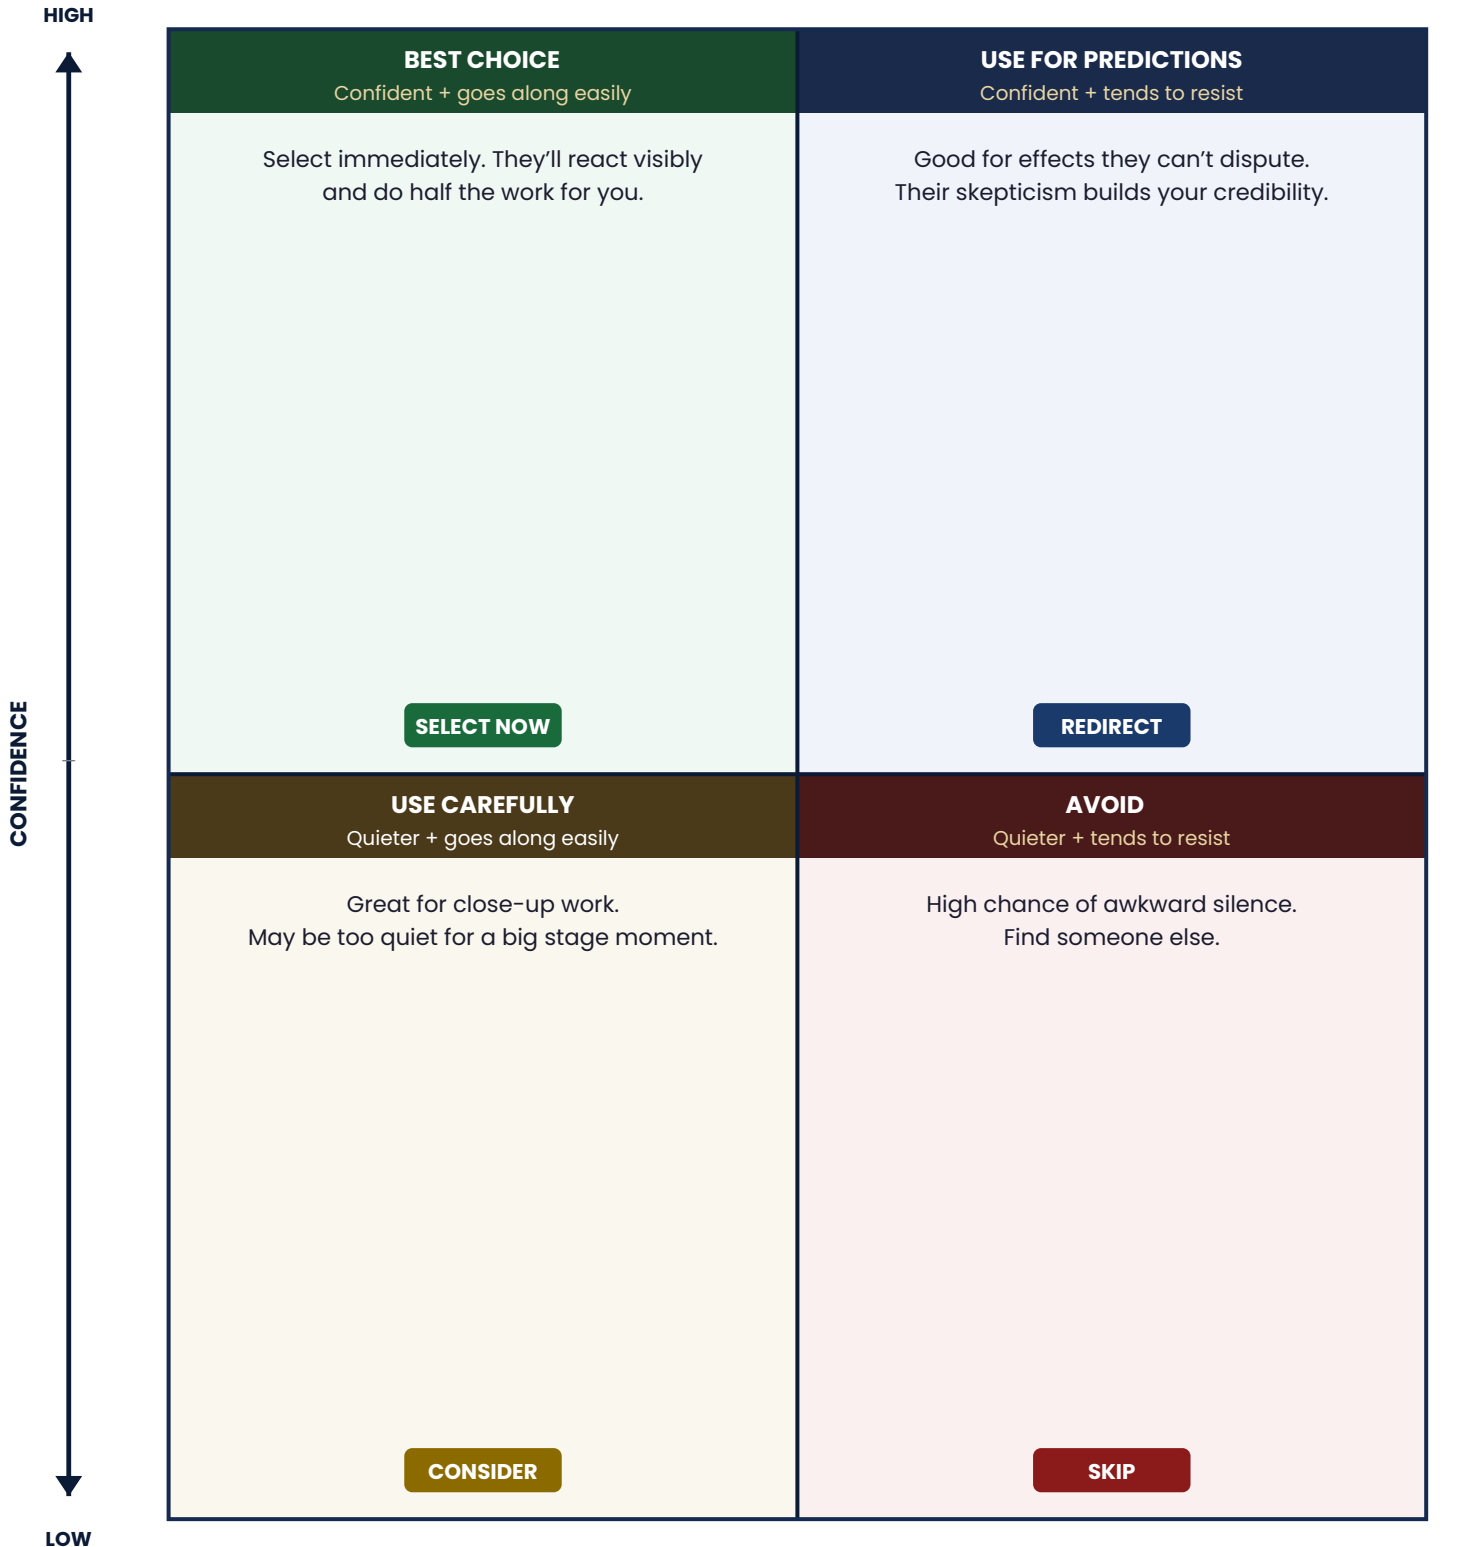 HIGH
BEST CHOICE
Confident + goes along easily
Select immediately. They’ll react visibly
and do half the work for you.
SELECT NOW
USE FOR PREDICTIONS
Confident + tends to resist
Good for effects they can’t dispute.
Their skepticism builds your credibility.
REDIRECT
CONFIDENCE
USE CAREFULLY
Quieter + goes along easily
Great for close-up work.
May be too quiet for a big stage moment.
CONSIDER
AVOID
Quieter + tends to resist
High chance of awkward silence.
Find someone else.
SKIP
LOW